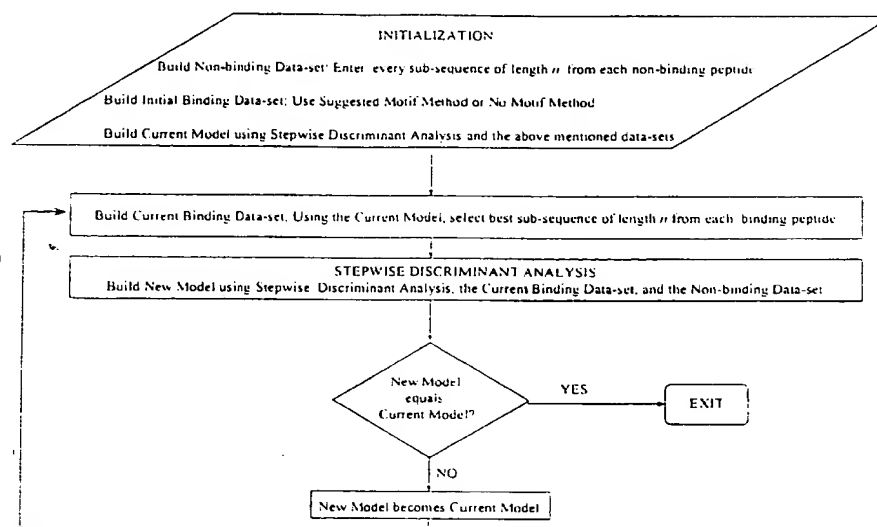 INITIALIZATION
Build Non-binding Data-set: Enter every sub-sequence of length n from each non-binding peptide
Build Initial Binding Data-set: Use Suggested Motif Method or No Motif Method
Build Current Model using Stepwise Discriminant Analysis and the above mentioned data-sets
Build Current Binding Data-set. Using the Current Model, select best sub-sequence of length n from each binding peptide
STEPWISE DISCRIMINANT ANALYSIS
Build New Model using Stepwise Discriminant Analysis, the Current Binding Data-set, and the Non-binding Data-set
New Model
equals
Current Model?
YES
EXIT
NO
New Model becomes Current Model